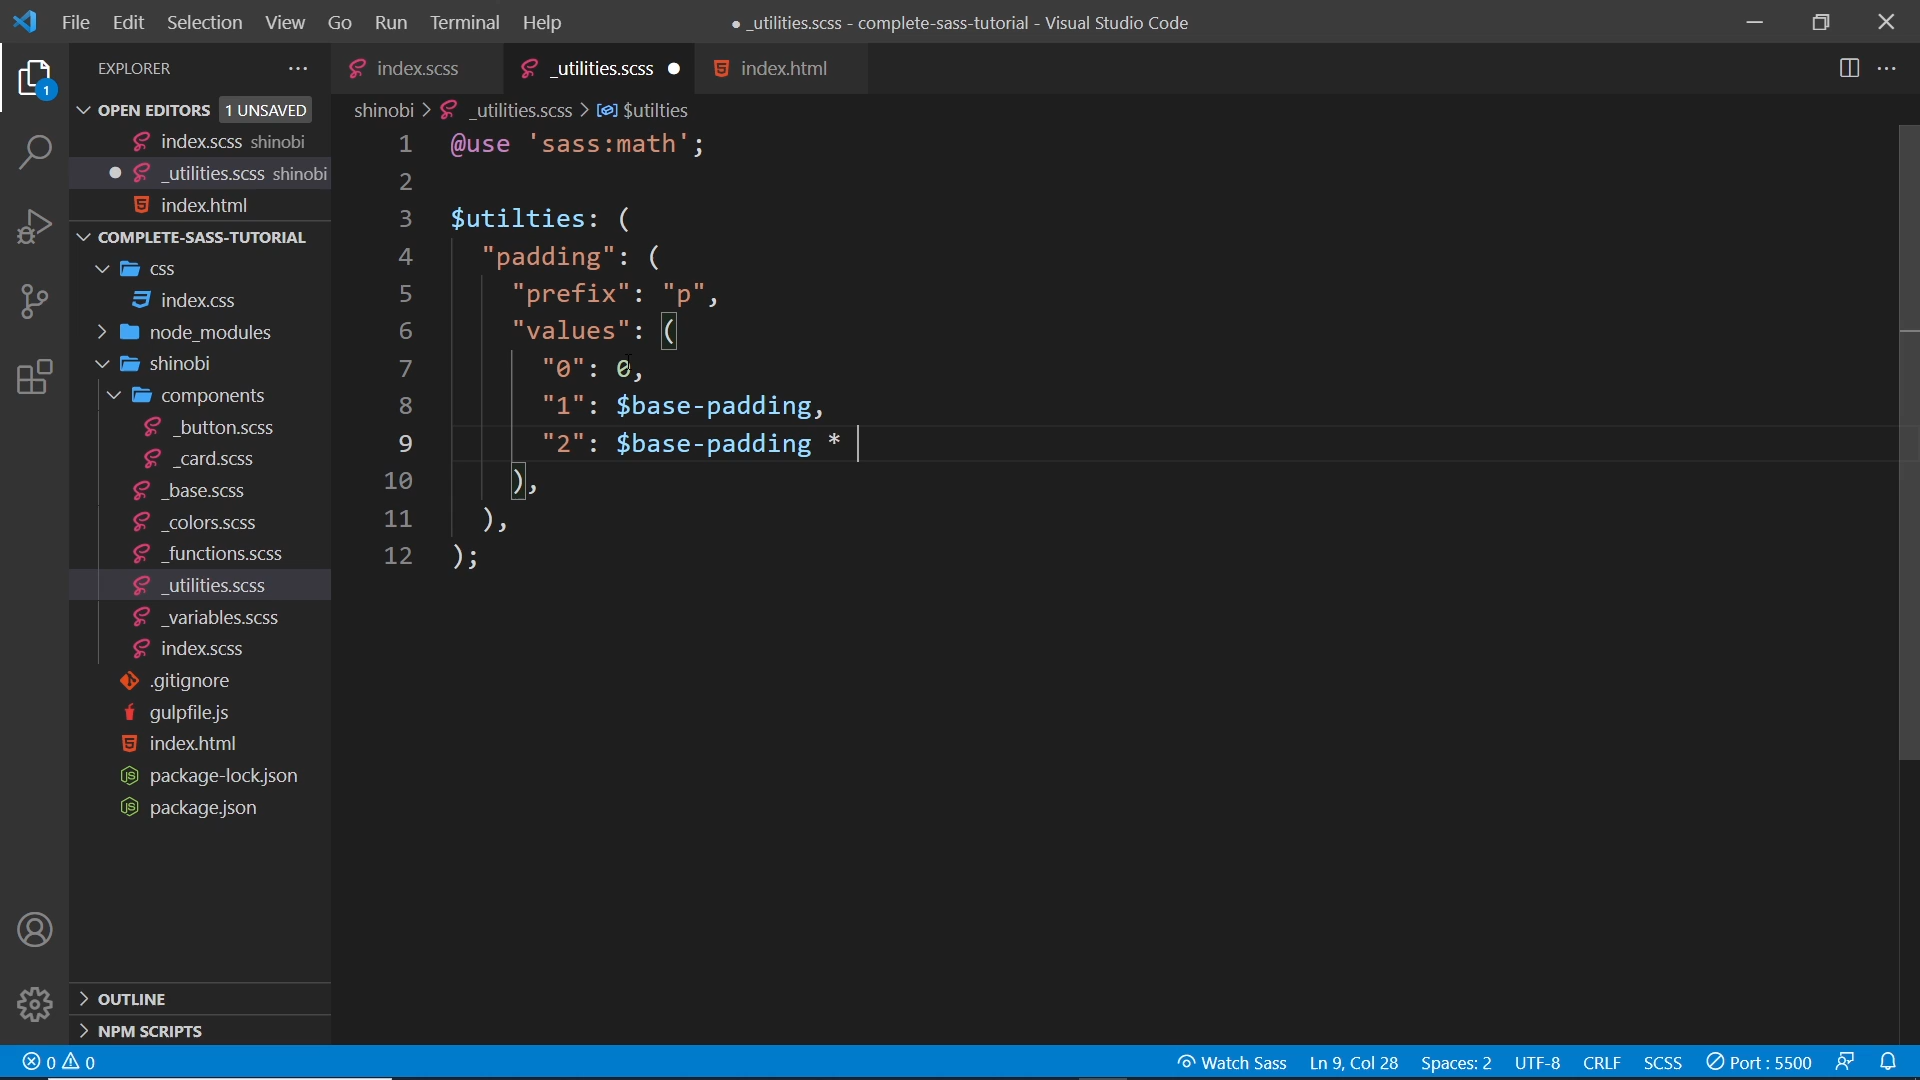 File Edit Selection View Go Run Terminal Help
● _utilities.scss - complete-sass-tutorial - Visual Studio Code
EXPLORER
index.scss
_utilities.scss
index.html
1
OPEN EDITORS 1 UNSAVED
index.scss shinobi
_utilities.scss shinobi
index.html
COMPLETE-SASS-TUTORIAL
css
index.css
node_modules
shinobi
components
_button.scss
_card.scss
_base.scss
_colors.scss
_functions.scss
_utilities.scss
_variables.scss
index.scss
.gitignore
gulpfile.js
index.html
package-lock.json
package.json
OUTLINE
NPM SCRIPTS
shinobi > _utilities.scss > $utilties
1 @use 'sass:math';
2
3 $utilties: (
4 "padding": (
5 "prefix": "p",
6 "values": (
7 "0": 0,
8 "1": $base-padding,
9 "2": $base-padding *
10 ),
11 ),
12 );
0 0
Watch Sass Ln 9, Col 28 Spaces: 2 UTF-8 CRLF SCSS Port : 5500